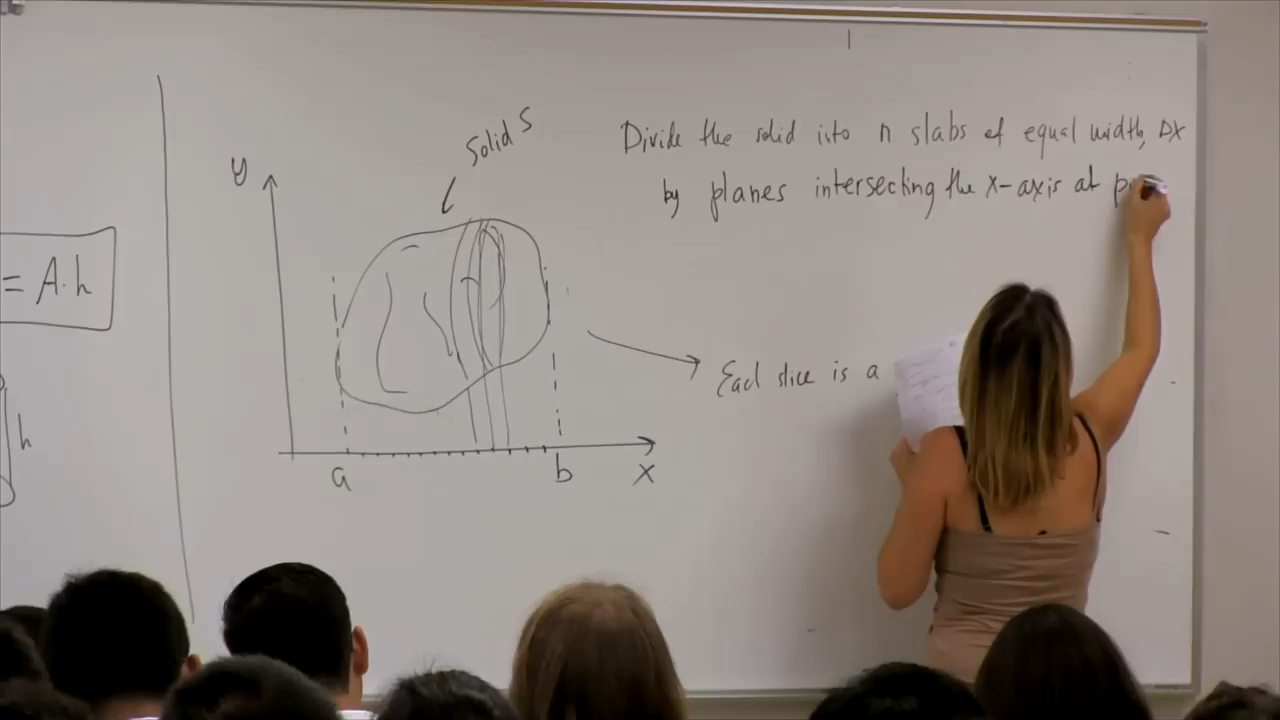 = A·h
h
y
Solid S
a
b
x
Divide the solid into n slabs of equal width, Δx
by planes intersecting the x-axis at
Each slice is a